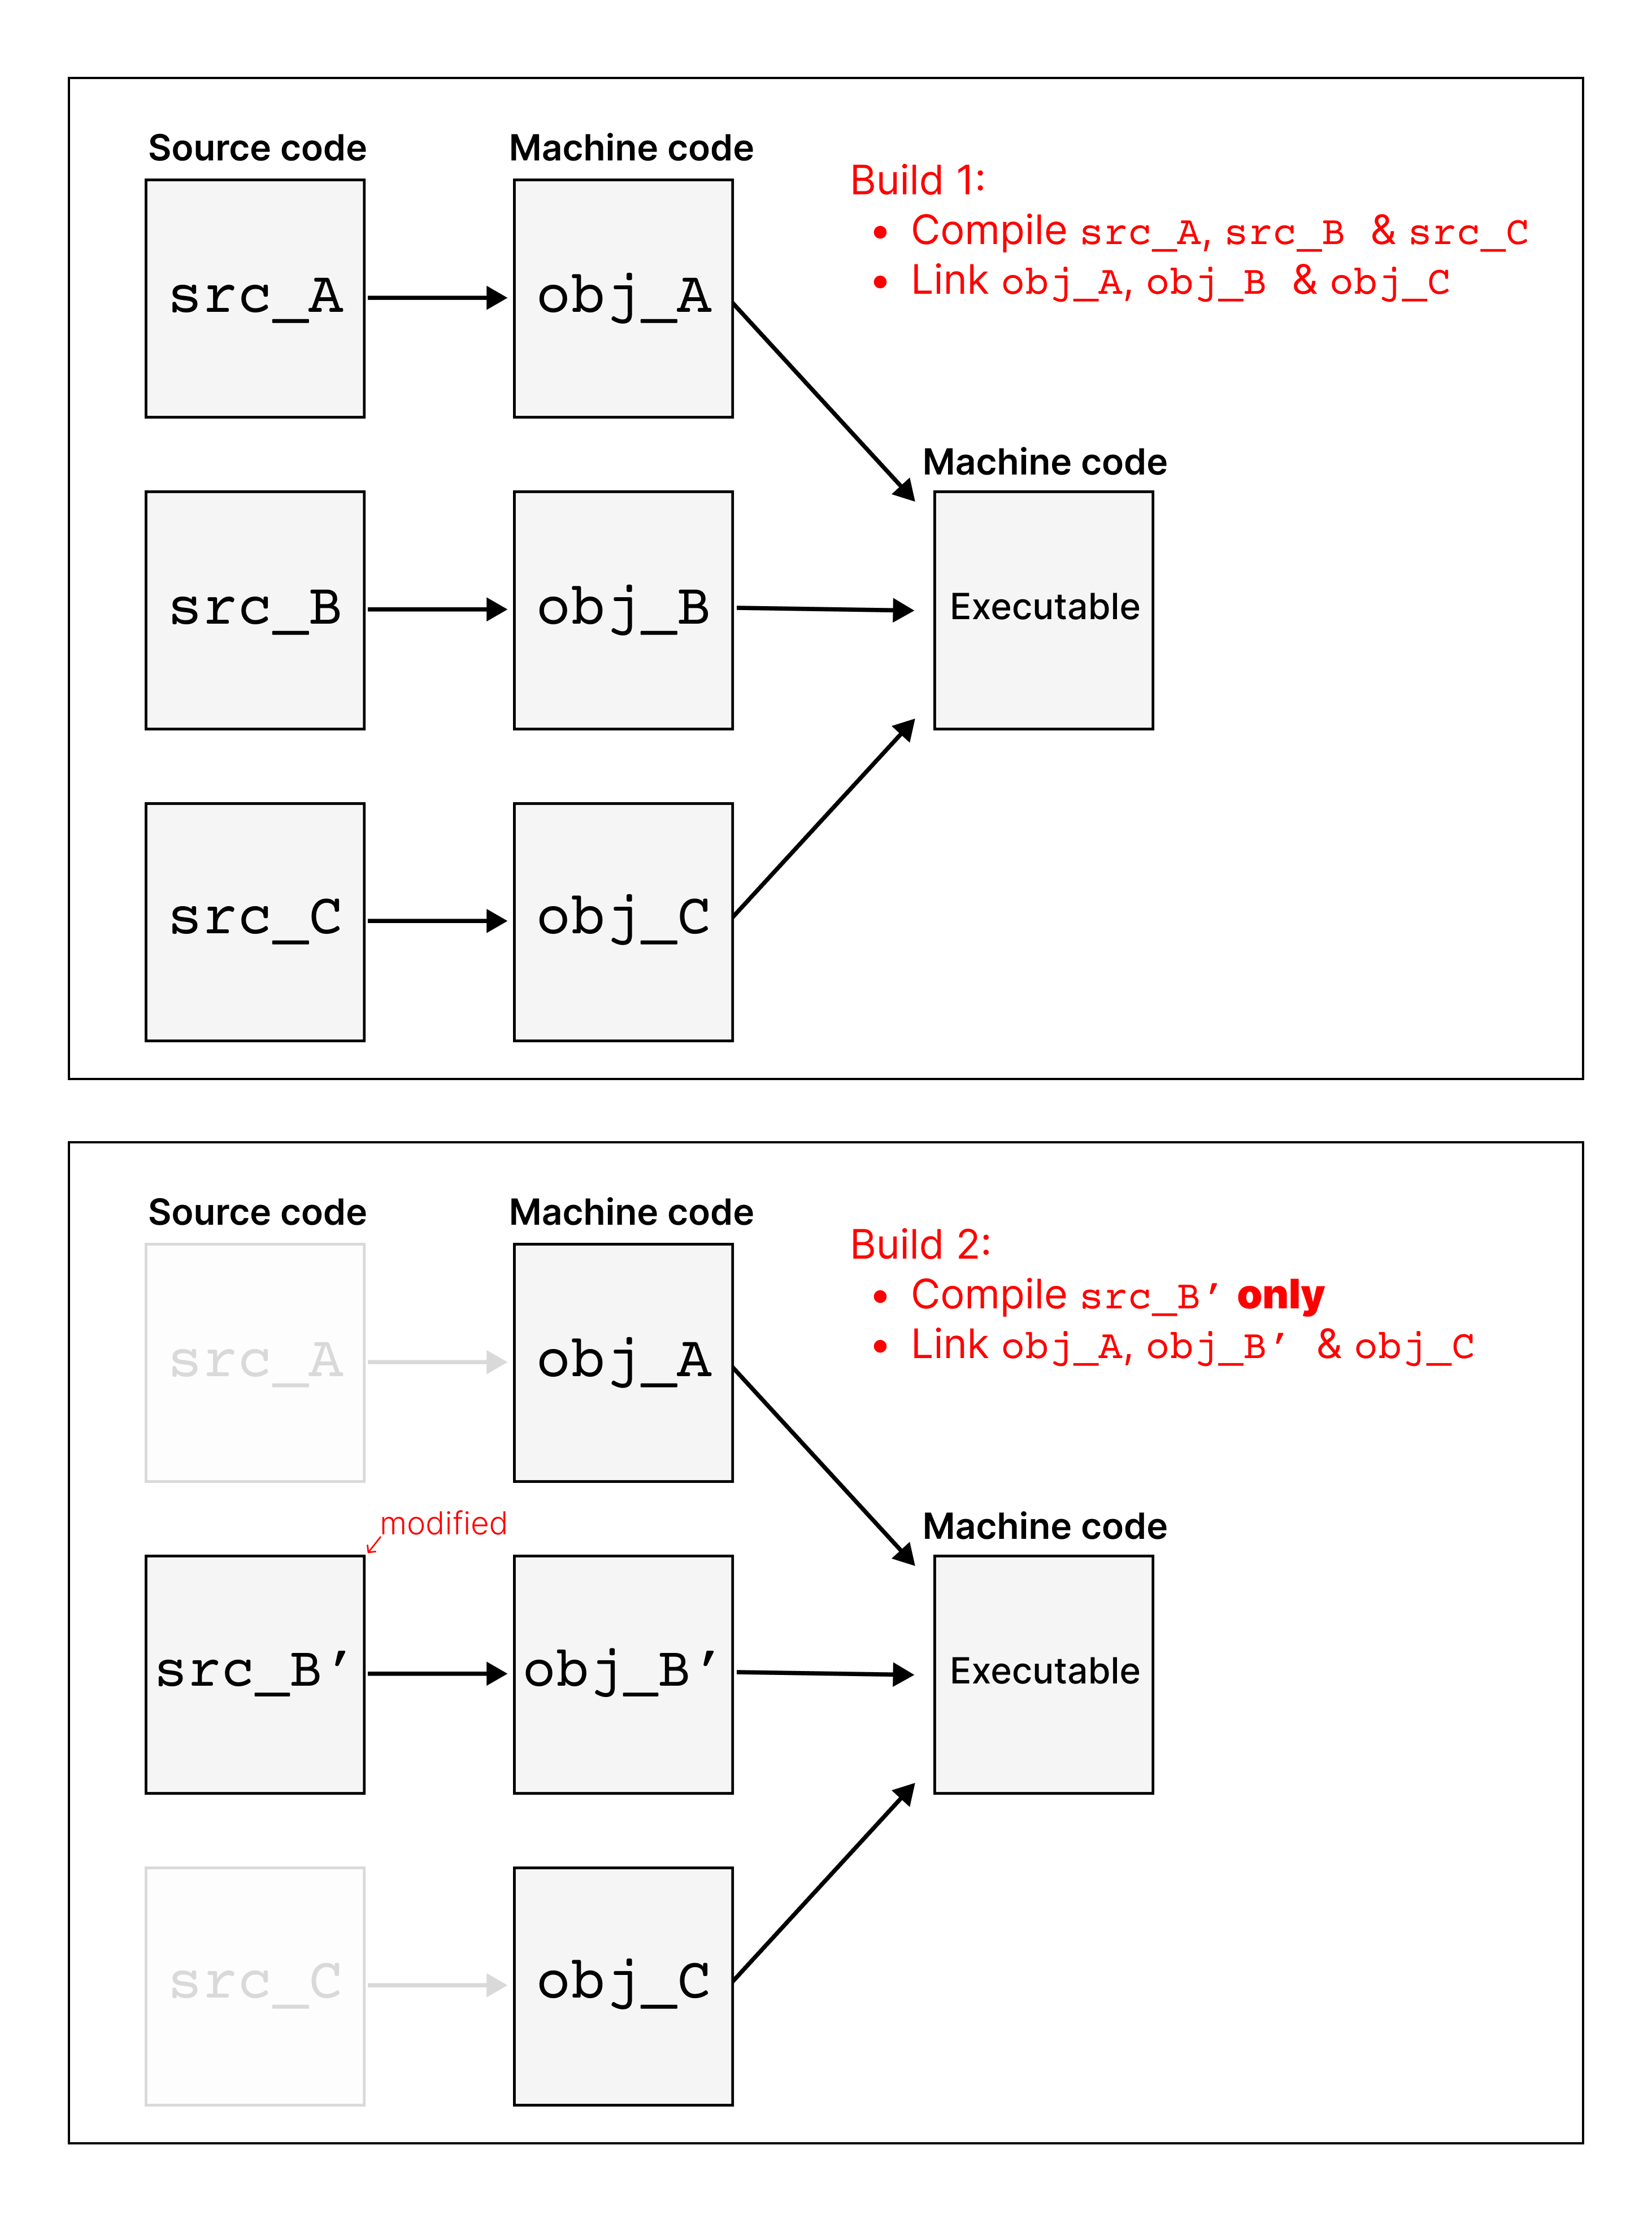 Source code
Machine code
Build 1:
• Compile src_A, src_B & src_C
• Link obj_A, obj_B & obj_C
src_A
obj_A
Machine code
src_B
obj_B
Executable
src_C
obj_C
Source code
Machine code
Build 2:
• Compile src_B’ only
• Link obj_A, obj_B’ & obj_C
src_A
obj_A
modified
Machine code
src_B’
obj_B’
Executable
src_C
obj_C